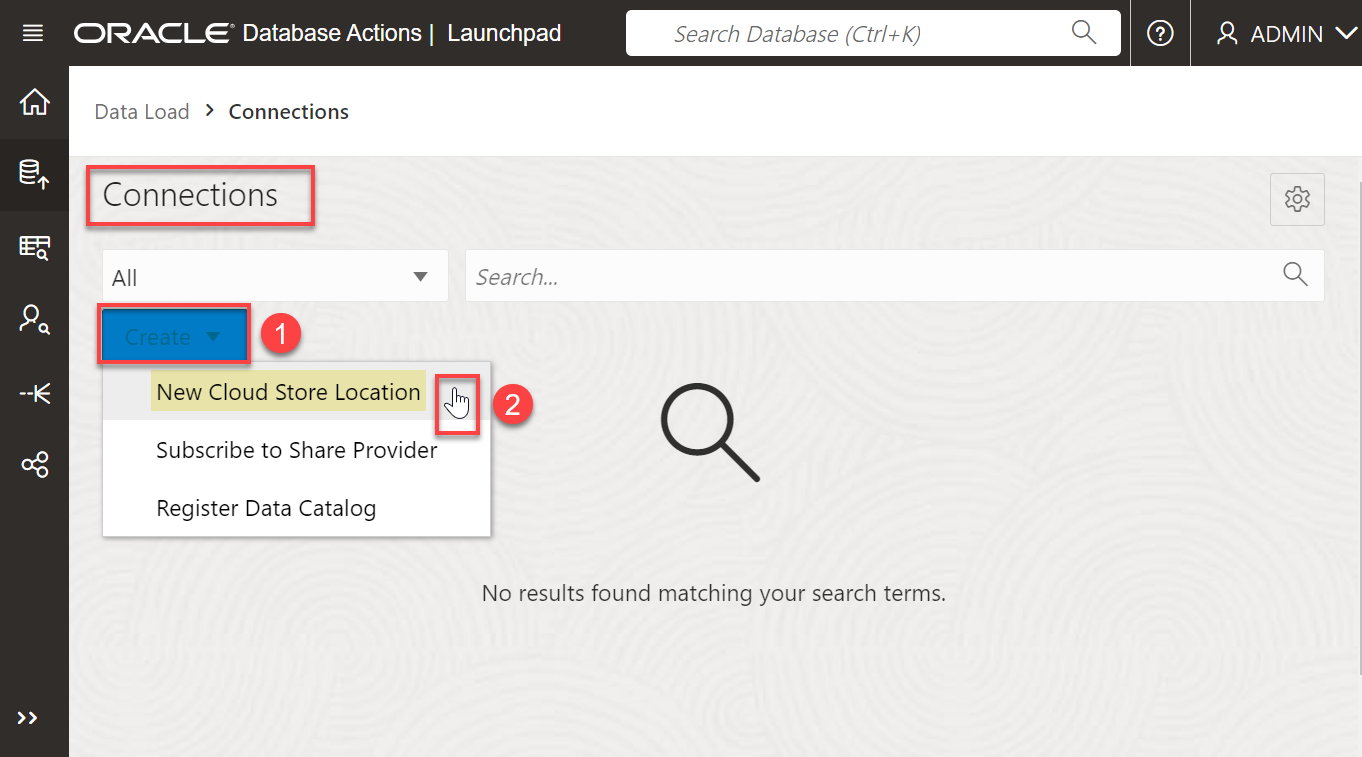 ORACLE Database Actions | Launchpad
Search Database (Ctrl+K)
ADMIN
Data Load > Connections
Connections
All
Search...
Create
1
New Cloud Store Location
2
Subscribe to Share Provider
Register Data Catalog
No results found matching your search terms.